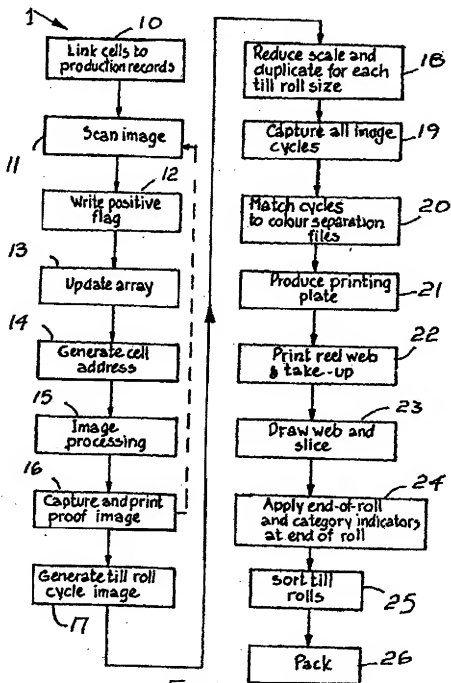 1
10
Link cells to
production records
Scan image
11
12
Write positive
flag
13
Update array
14
Generate cell
address
15
Image
processing
16
Capture and print
proof image
Generate till roll
cycle image
17
Reduce scale and
duplicate for each
till roll size
18
Capture all image
cycles
19
Match cycles
to colour separation
files
20
Produce printing
plate
21
Print reel web
& take-up
22
23
Draw web and
slice
24
Apply end-of-roll
and category indicators
at end of roll
Sort till
rolls
25
Pack
26